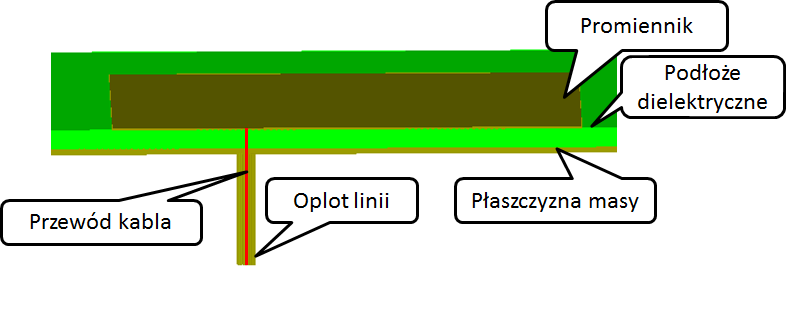 Promiennik
Podłoże
dielektryczne
Płaszczyzna masy
Oplot linii
Przewód kabla